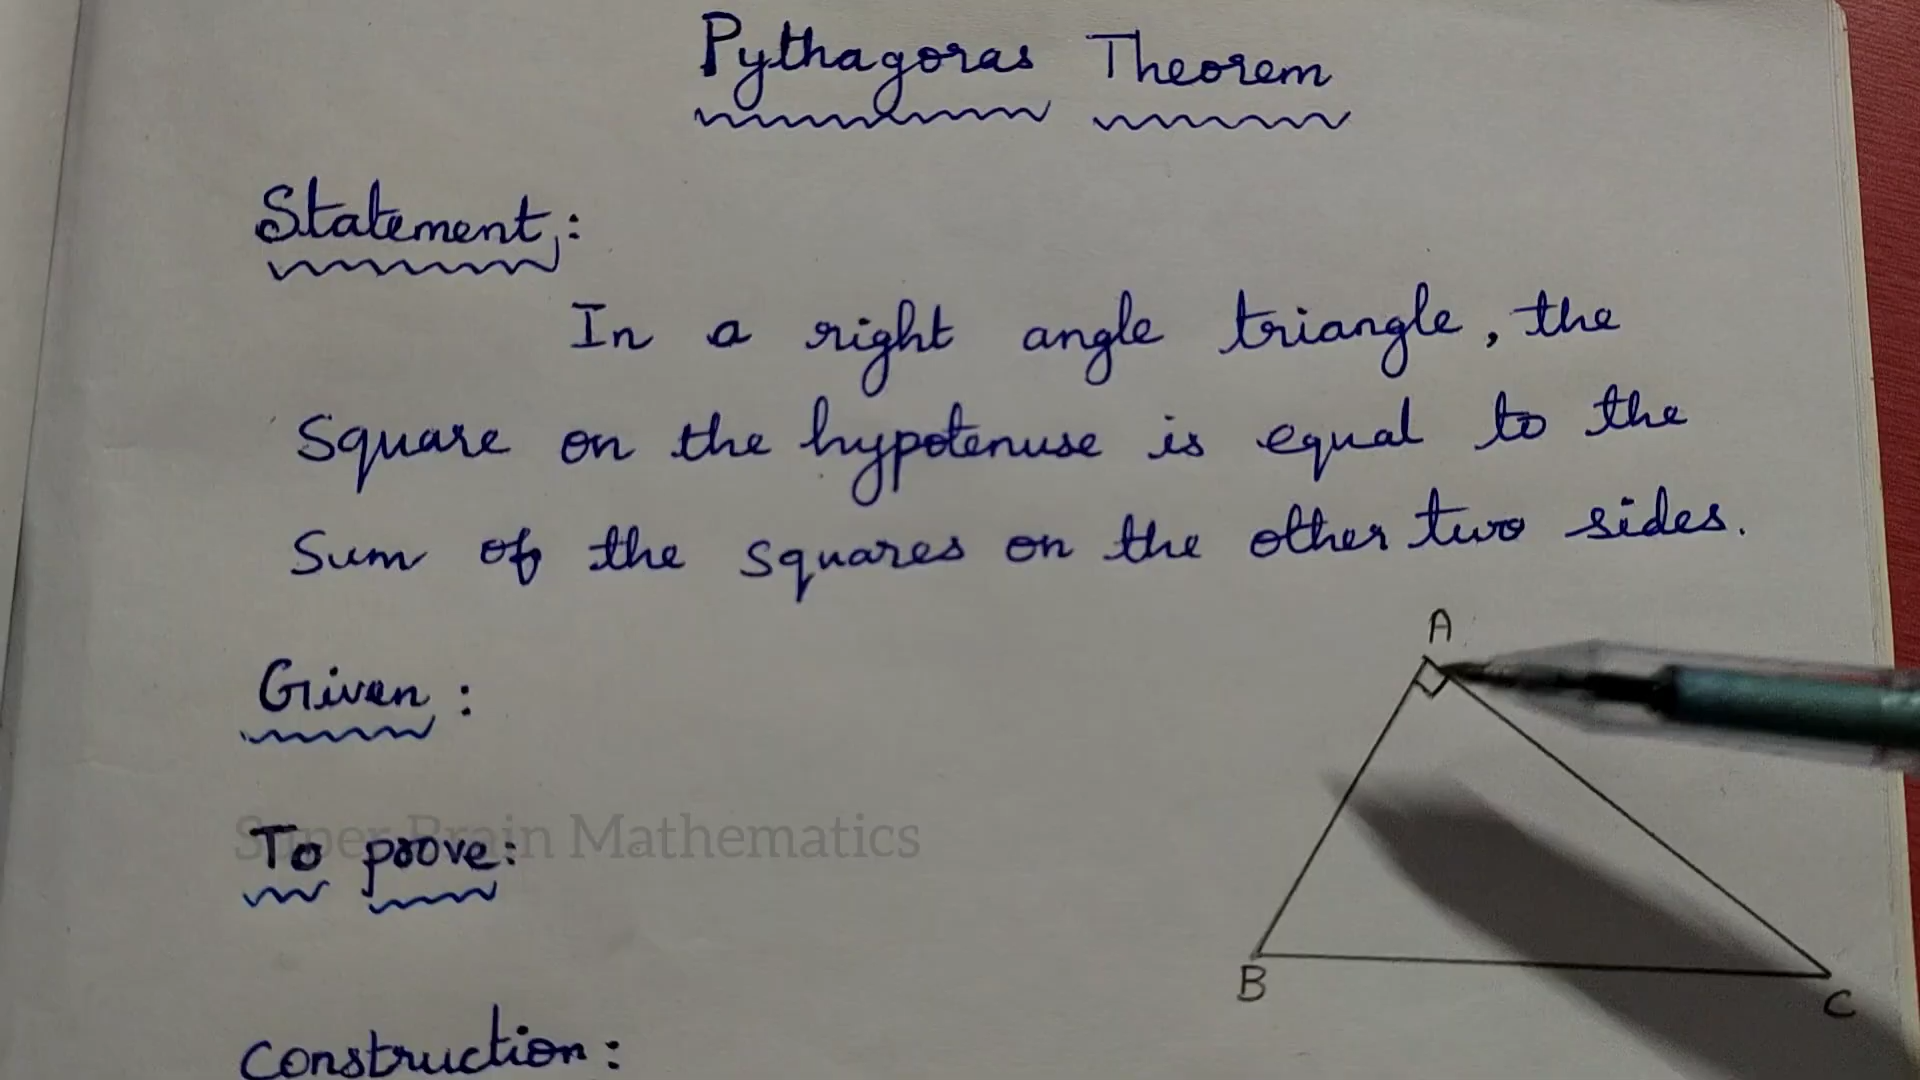 Pythagoras Theorem
Statement:
In a right angle triangle, the
Square on the hypotenuse is equal to the
Sum of the squares on the other two sides.
A
Given:
Super Brain Mathematics
To prove:
B
C
Construction: